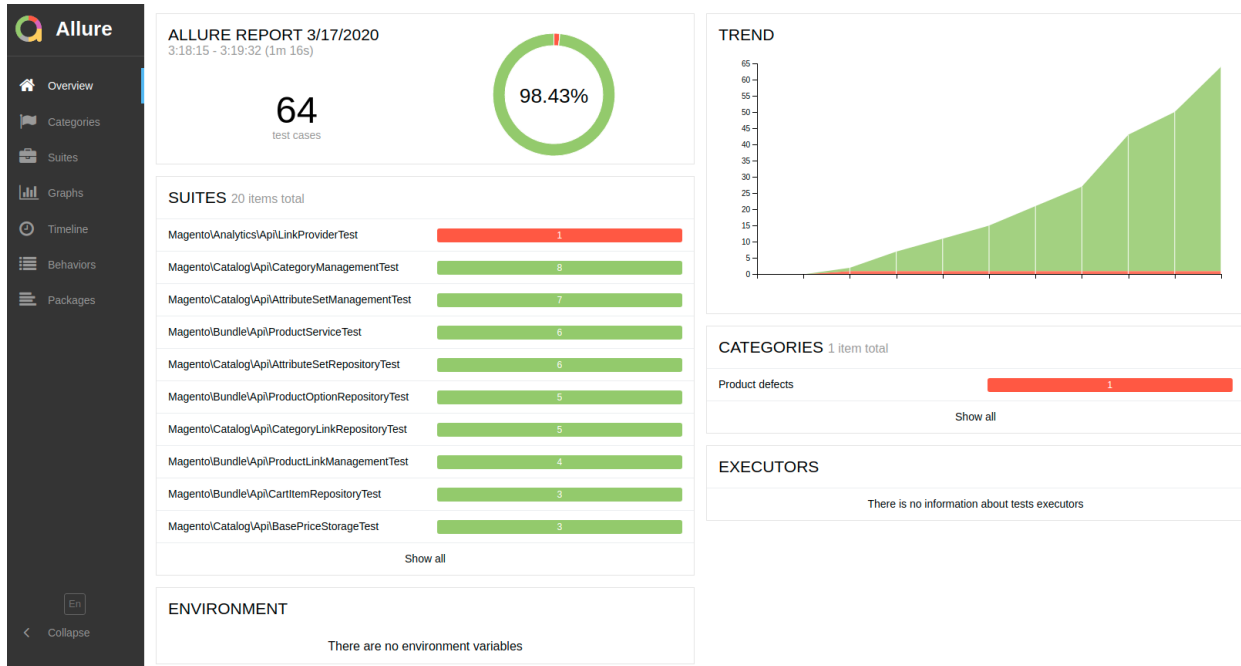 Allure
Overview
Categories
Suites
Graphs
Timeline
Behaviors
Packages
En
Collapse
ALLURE REPORT 3/17/2020
3:18:15 - 3:19:32 (1m 16s)
64
test cases
98.43%
SUITES 20 items total
Magento\Analytics\Api\LinkProviderTest 1
Magento\Catalog\Api\CategoryManagementTest 8
Magento\Catalog\Api\AttributeSetManagementTest 7
Magento\Bundle\Api\ProductServiceTest 6
Magento\Catalog\Api\AttributeSetRepositoryTest 6
Magento\Bundle\Api\ProductOptionRepositoryTest 5
Magento\Catalog\Api\CategoryLinkRepositoryTest 5
Magento\Bundle\Api\ProductLinkManagementTest 4
Magento\Bundle\Api\CartItemRepositoryTest 3
Magento\Catalog\Api\BasePriceStorageTest 3
Show all
ENVIRONMENT
There are no environment variables
TREND
65
60
55
50
45
40
35
30
25
20
15
10
5
0
CATEGORIES 1 item total
Product defects 1
Show all
EXECUTORS
There is no information about tests executors